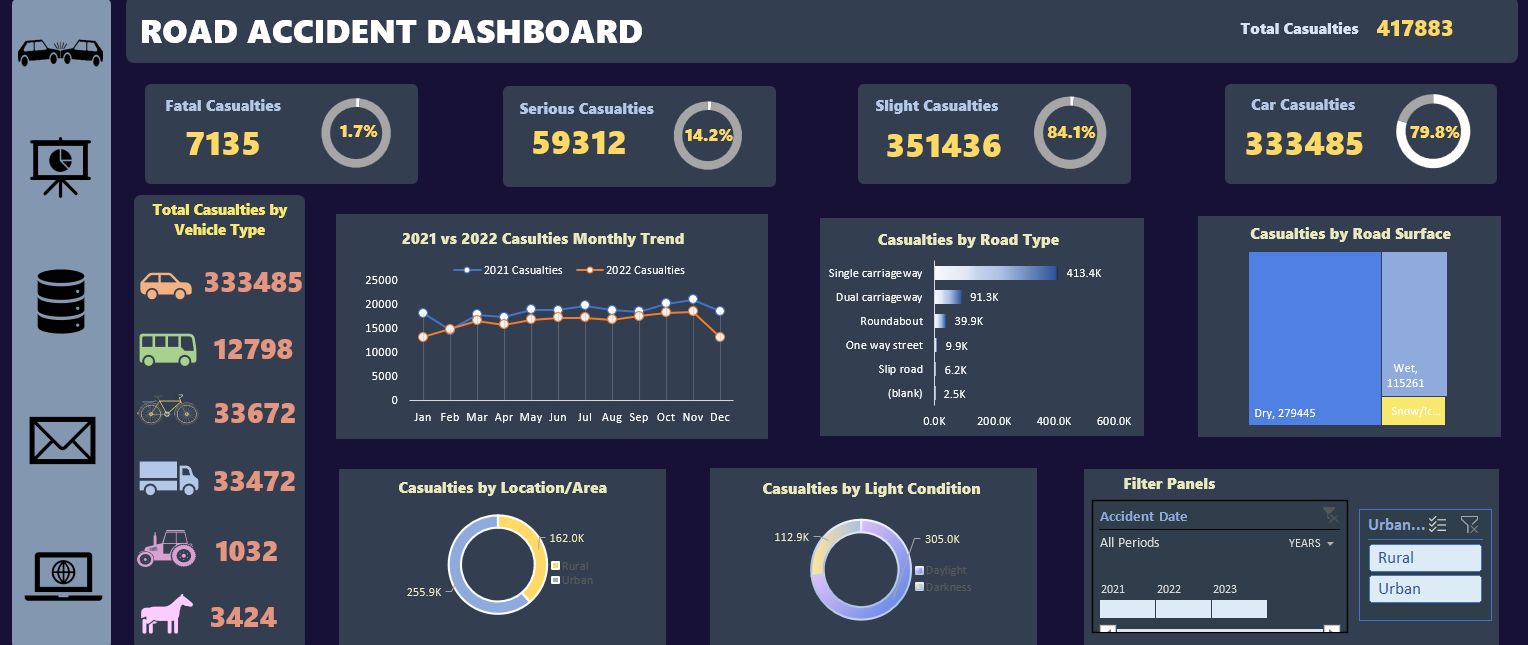 ROAD ACCIDENT DASHBOARD
Total Casualties 417883
Fatal Casualties
7135
1.7%
Serious Casualties
59312
14.2%
Slight Casualties
351436
84.1%
Car Casualties
333485
79.8%
Total Casualties by
Vehicle Type
333485
12798
33672
33472
1032
3424
2021 vs 2022 Casulties Monthly Trend
2021 Casualties 2022 Casualties
25000
20000
15000
10000
5000
0
Jan Feb Mar Apr May Jun Jul Aug Sep Oct Nov Dec
Casualties by Road Type
Single carriageway 413.4K
Dual carriageway 91.3K
Roundabout 39.9K
One way street 9.9K
Slip road 6.2K
(blank) 2.5K
0.0K 200.0K 400.0K 600.0K
Casualties by Road Surface
Wet,
115261
Dry, 279445
Snow/Ic...
Casualties by Location/Area
162.0K
Rural
Urban
255.9K
Casualties by Light Condition
112.9K
305.0K
Daylight
Darkness
Filter Panels
Accident Date
All Periods YEARS
2021 2022 2023
Urban...
Rural
Urban